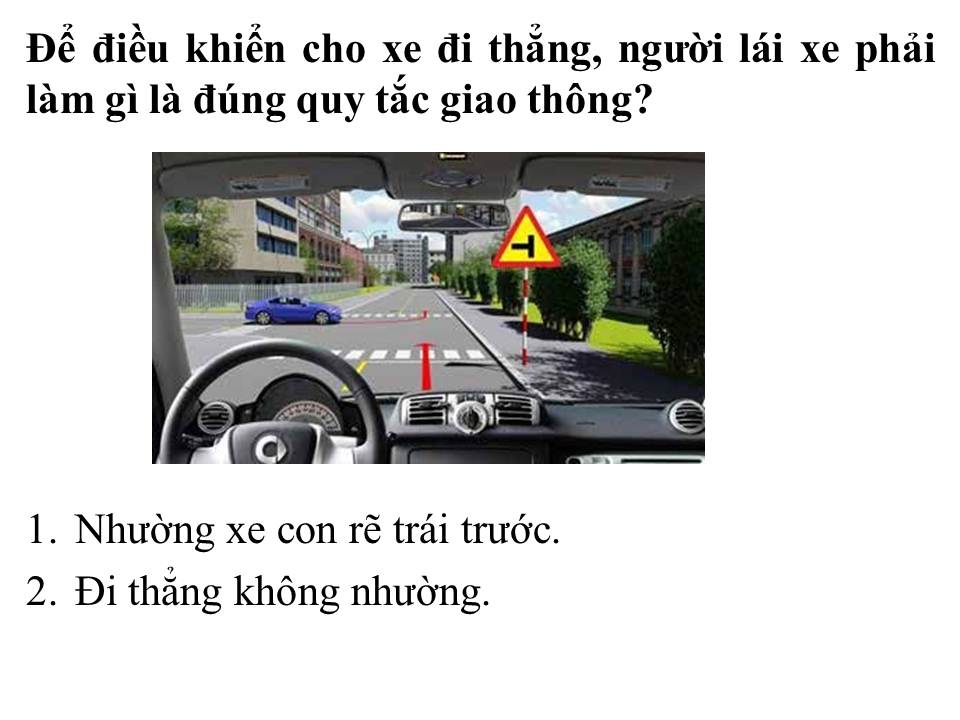 Để điều khiển cho xe đi thẳng, người lái xe phải
làm gì là đúng quy tắc giao thông?
1. Nhường xe con rẽ trái trước.
2. Đi thẳng không nhường.